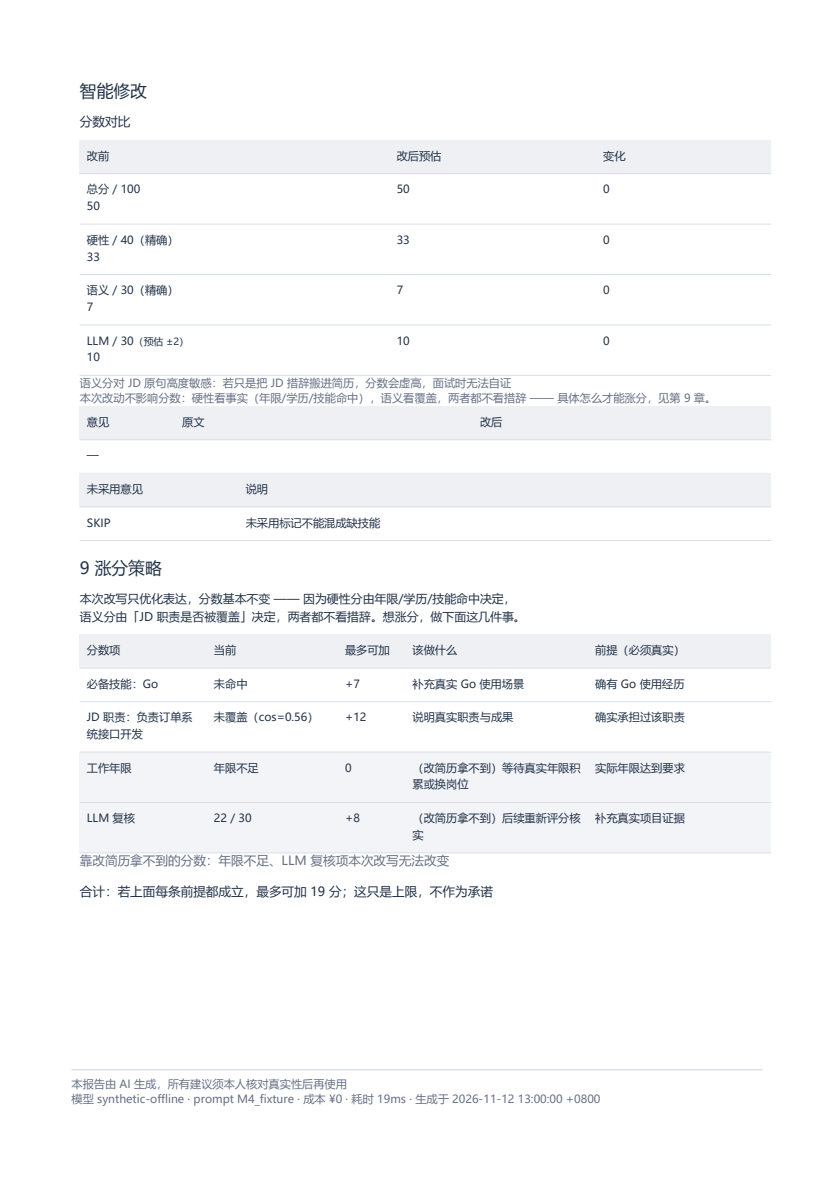 智能修改
分数对比
改前 改后预估 变化
总分 / 100 50 0
50
硬性 / 40（精确） 33 0
33
语义 / 30（精确） 7 0
7
LLM / 30（预估 ±2） 10 0
10
语义分对 JD 原句高度敏感：若只是把 JD 措辞搬进简历，分数会虚高，面试时无法自证
本次改动不影响分数：硬性看事实（年限/学历/技能命中），语义看覆盖，两者都不看措辞 —— 具体怎么才能涨分，见第 9 章。
意见 原文 改后
—
未采用意见 说明
SKIP 未采用标记不能混成缺技能
9 涨分策略
本次改写只优化表达，分数基本不变 —— 因为硬性分由年限/学历/技能命中决定，
语义分由「JD 职责是否被覆盖」决定，两者都不看措辞。想涨分，做下面这几件事。
分数项 当前 最多可加 该做什么 前提（必须真实）
必备技能：Go 未命中 +7 补充真实 Go 使用场景 确有 Go 使用经历
JD 职责：负责订单系 未覆盖（cos=0.56） +12 说明真实职责与成果 确实承担过该职责
统接口开发
工作年限 年限不足 0 （改简历拿不到）等待真实年限积 实际年限达到要求
累或换岗位
LLM 复核 22 / 30 +8 （改简历拿不到）后续重新评分核 补充真实项目证据
实
靠改简历拿不到的分数：年限不足、LLM 复核项本次改写无法改变
合计：若上面每条前提都成立，最多可加 19 分；这只是上限，不作为承诺
本报告由 AI 生成，所有建议须本人核对真实性后再使用
模型 synthetic-offline · prompt M4_fixture · 成本 ¥0 · 耗时 19ms · 生成于 2026-11-12 13:00:00 +0800